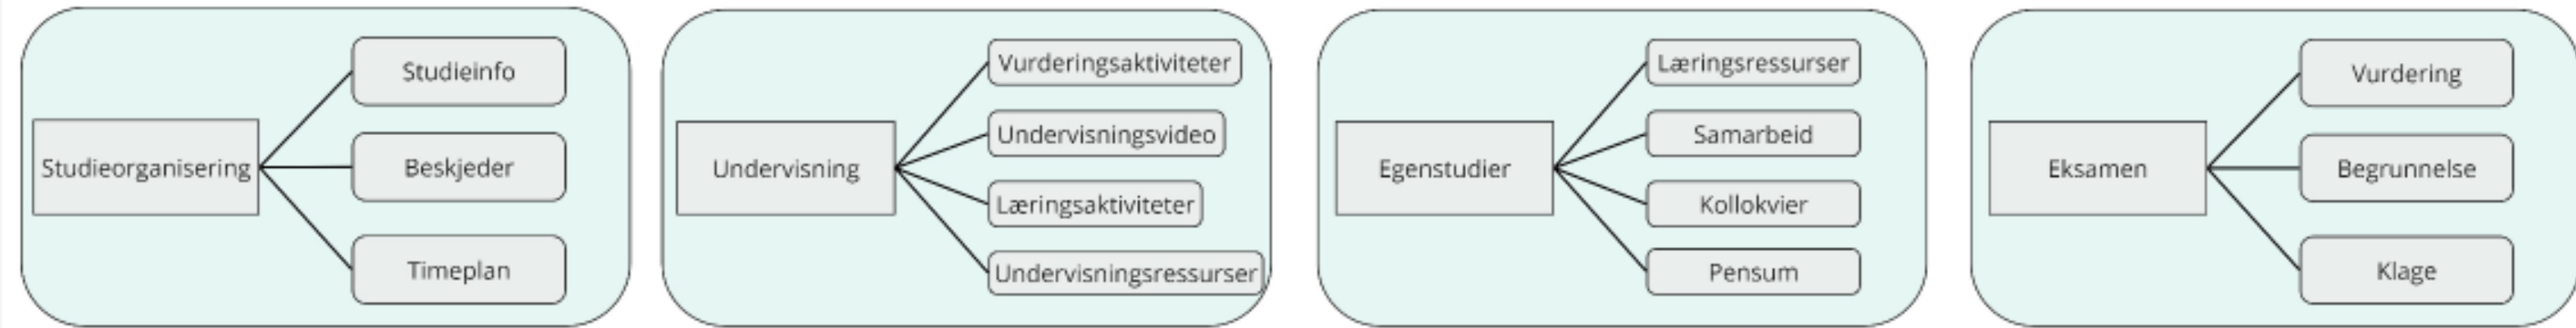 Studieorganisering
Studieinfo
Beskjeder
Timeplan
Undervisning
Vurderingsaktiviteter
Undervisningsvideo
Læringsaktiviteter
Undervisningsressurser
Egenstudier
Læringsressurser
Samarbeid
Kollokvier
Pensum
Eksamen
Vurdering
Begrunnelse
Klage